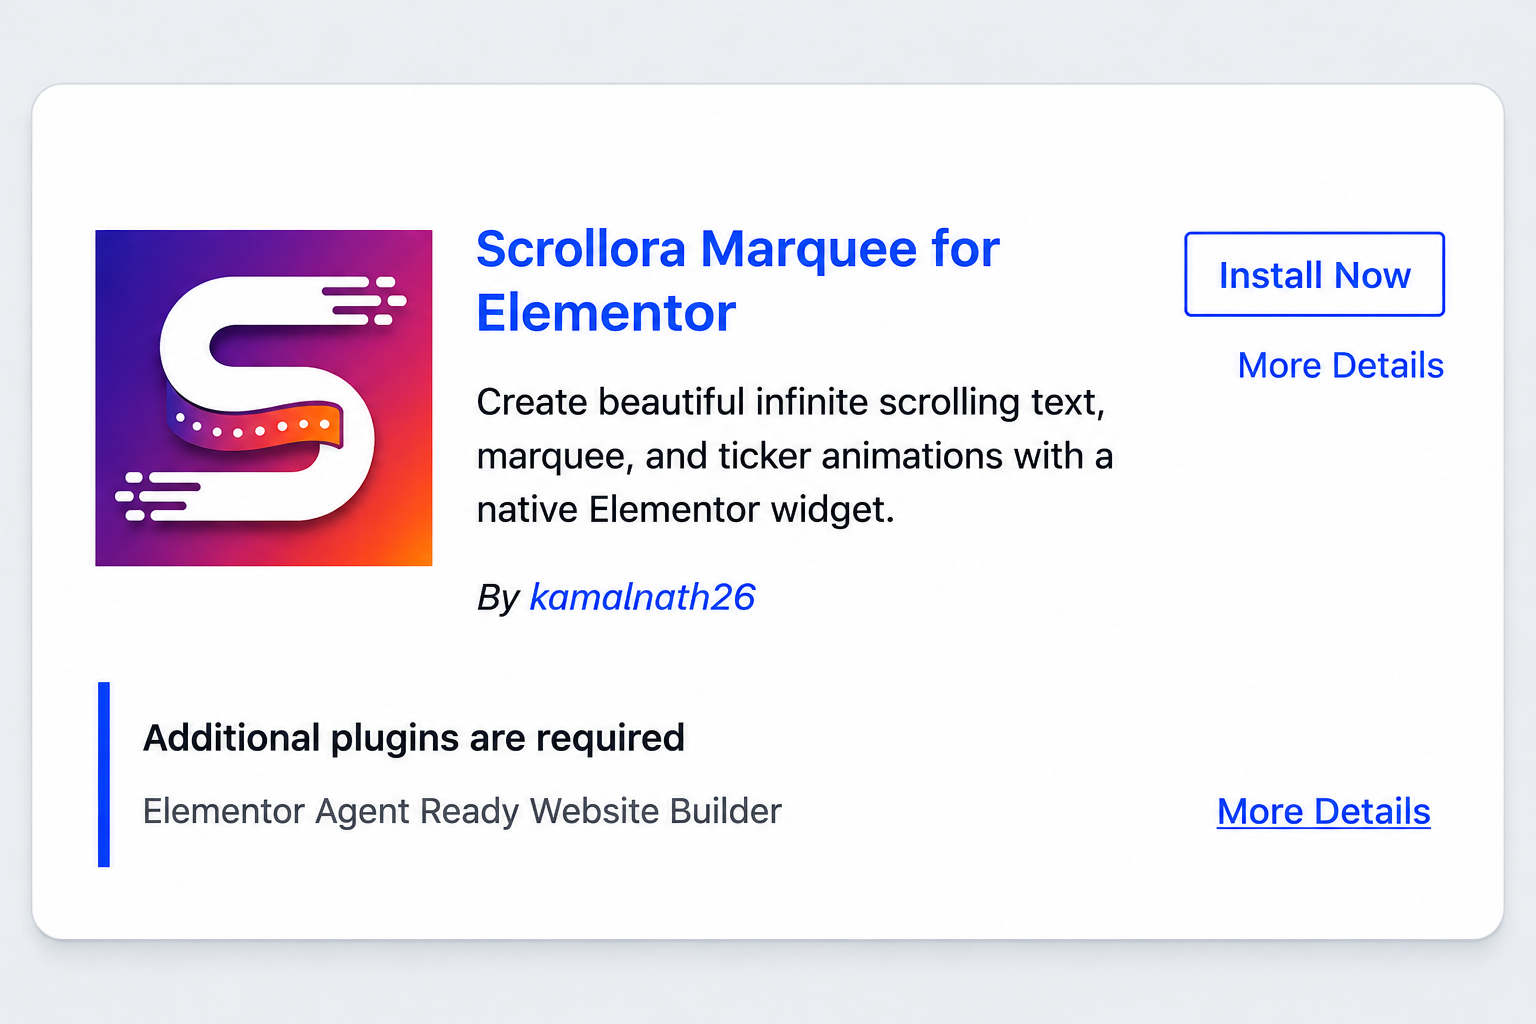 Scrollora Marquee for
Elementor
Install Now
More Details
Create beautiful infinite scrolling text,
marquee, and ticker animations with a
native Elementor widget.
By kamalnath26
Additional plugins are required
Elementor Agent Ready Website Builder
More Details